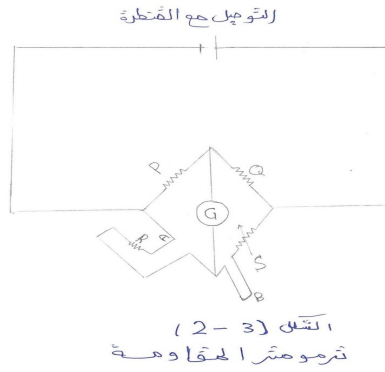 التوصيل مع القنطرة
P
Q
G
R
A
S
B
الشكل (3 - 2)
ثرمومتر المقاومة